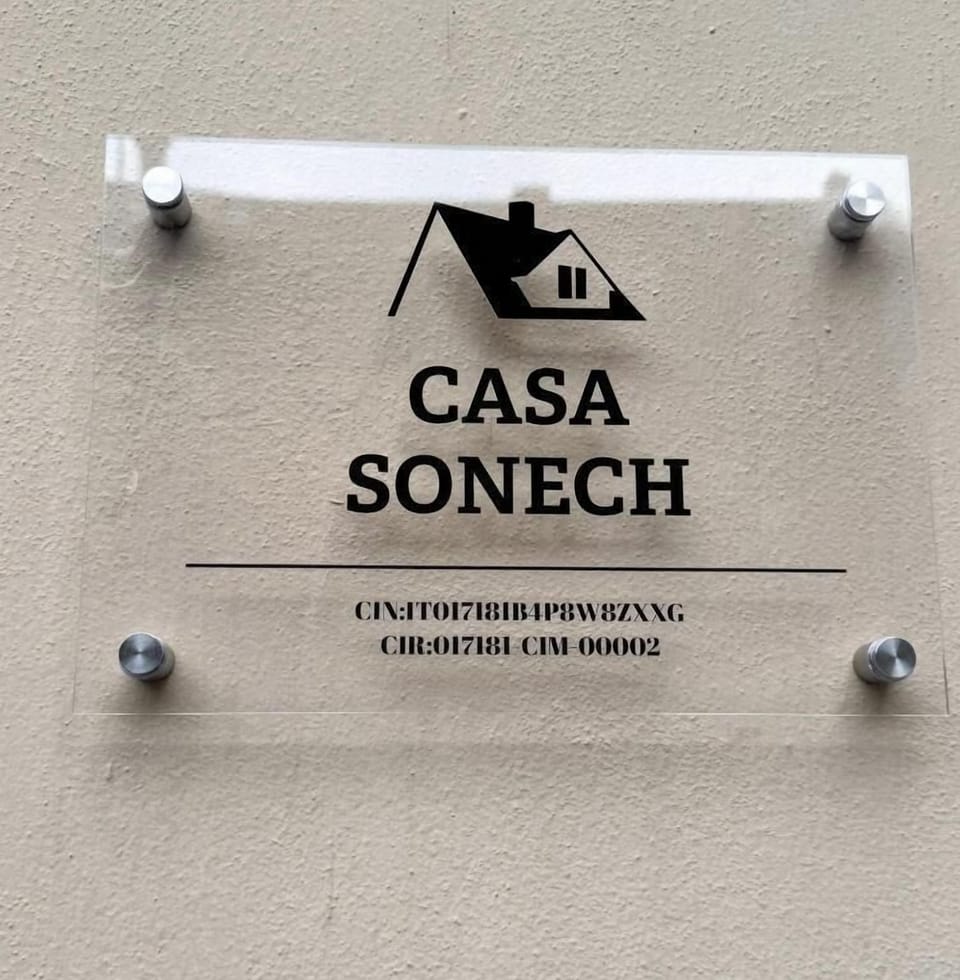 CASA
SONECH
CIN:IT017181B4P8W8ZXXG
CIR:017181-CIM-00002